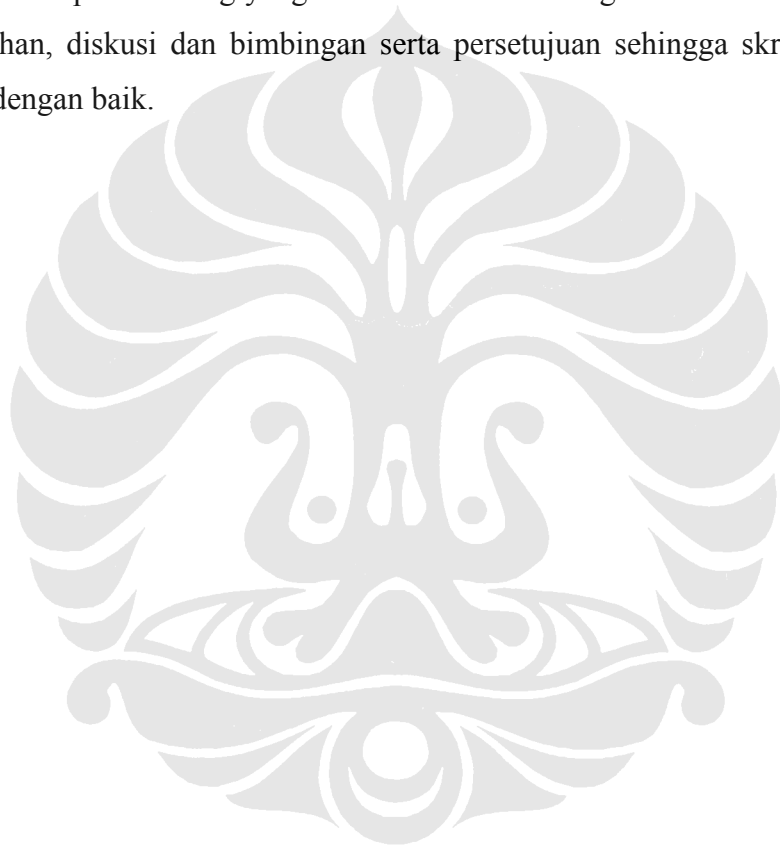 han, diskusi dan bimbingan serta persetujuan sehingga skr
dengan baik.